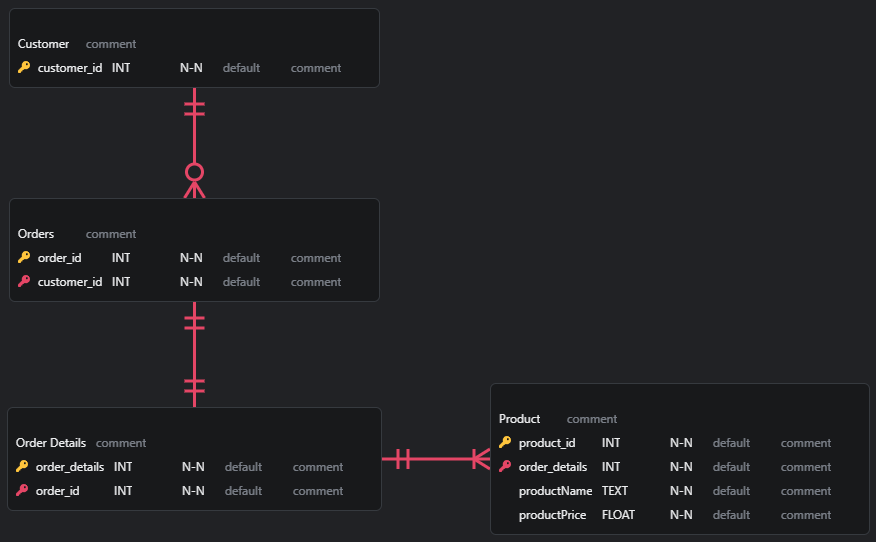 Customer comment
customer_id INT N-N default comment
Orders comment
order_id INT N-N default comment
customer_id INT N-N default comment
Order Details comment
order_details INT N-N default comment
order_id INT N-N default comment
Product comment
product_id INT N-N default comment
order_details INT N-N default comment
productName TEXT N-N default comment
productPrice FLOAT N-N default comment